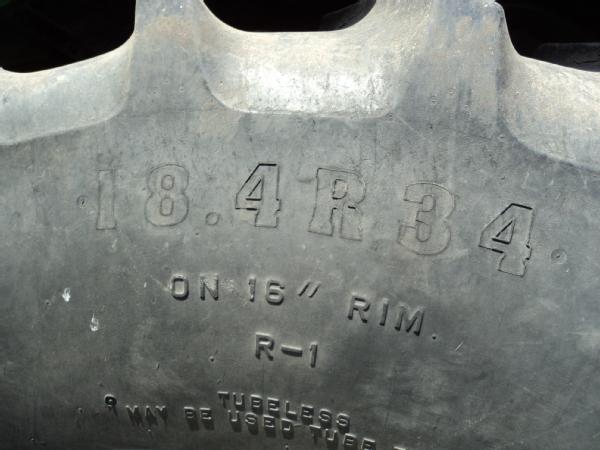 18.4R34
ON 16" RIM
R-1
TUBELESS
MAY BE USED TUBE